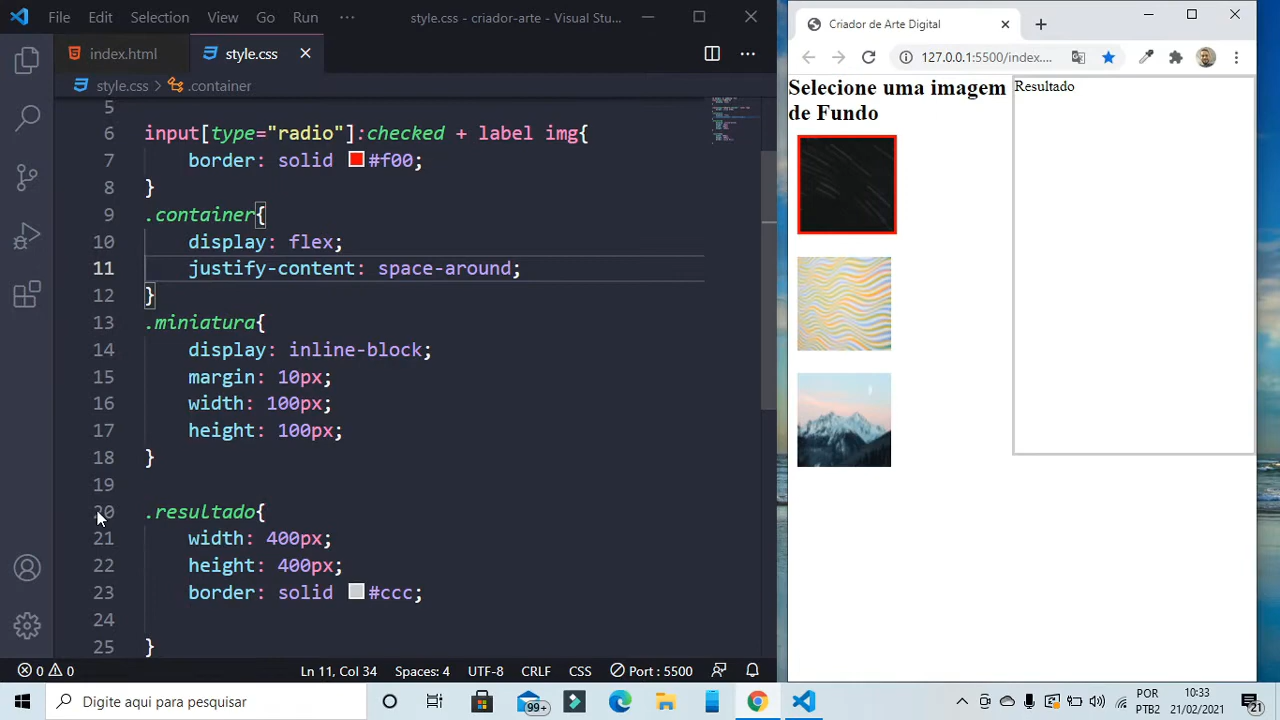 File Edit Selection View Go Run ··· style.css - criador-arte - Visual Stu...
index.html style.css
style.css > .container
5
6 input[type="radio"]:checked + label img{
7 border: solid #f00;
8 }
9 .container{
10 display: flex;
11 justify-content: space-around;
12 }
13 .miniatura{
14 display: inline-block;
15 margin: 10px;
16 width: 100px;
17 height: 100px;
18 }
19
20 .resultado{
21 width: 400px;
22 height: 400px;
23 border: solid #ccc;
24
25 }
0 0 Ln 11, Col 34 Spaces: 4 UTF-8 CRLF CSS Port : 5500
Criador de Arte Digital
127.0.0.1:5500/index....
Selecione uma imagem
de Fundo
Resultado
Digite aqui para pesquisar
99+
POR
PTB2
10:33
21/02/2021
21